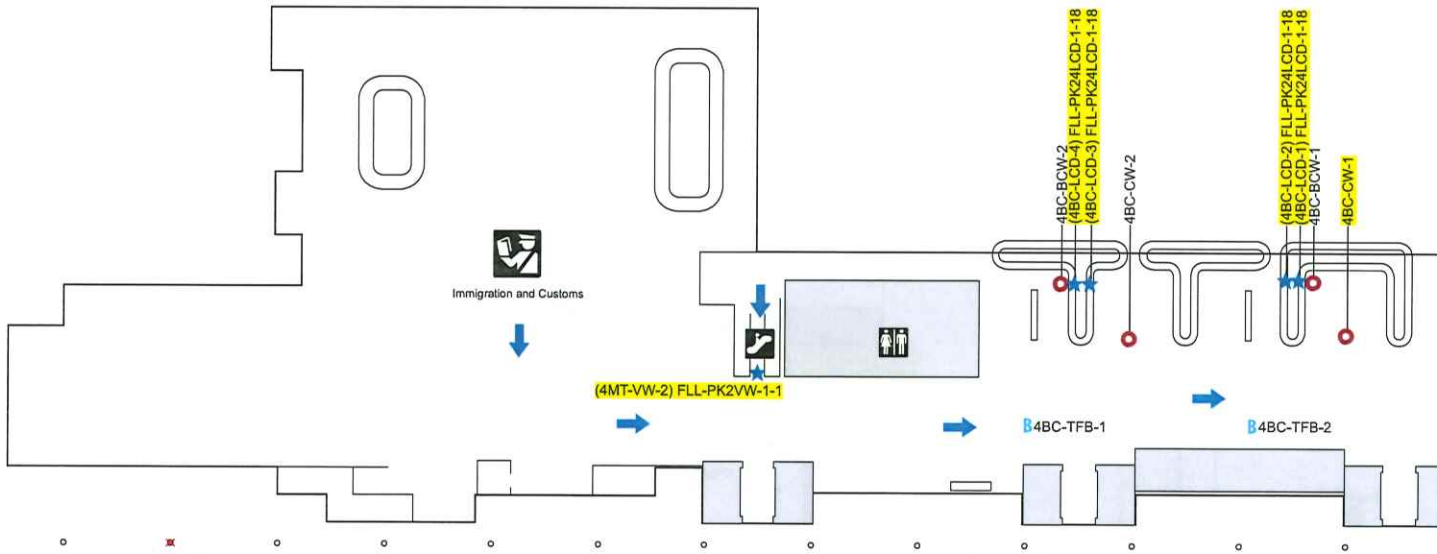 4BC-BCW-2
(4BC-LCD-4) FLL-PK24LCD-1-18
(4BC-LCD-3) FLL-PK24LCD-1-18
4BC-CW-2
(4BC-LCD-2) FLL-PK24LCD-1-18
(4BC-LCD-1) FLL-PK24LCD-1-18
4BC-BCW-1
4BC-CW-1
Immigration and Customs
(4MT-VW-2) FLL-PK2VW-1-1
B 4BC-TFB-1
B 4BC-TFB-2